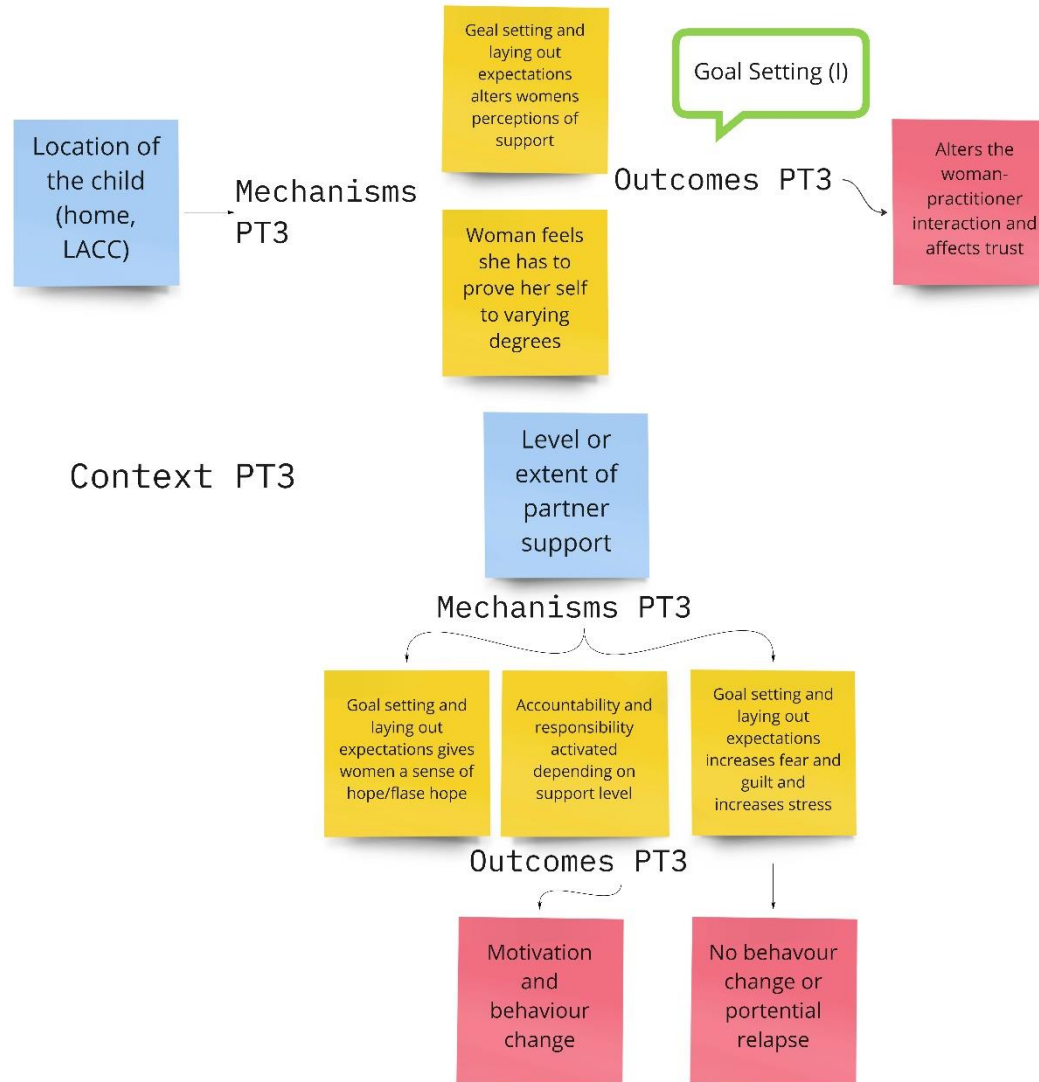 Geal setting and
laying out
expectations
alters womens
perceptions of
support
Goal Setting (I)
Location of
the child
(home,
LACC)
Mechanisms
PT3
Outcomes PT3
Alters the
woman-
practitioner
interaction and
affects trust
Woman feels
she has to
prove her self
to varying
degrees
Context PT3
Level or
extent of
partner
support
Mechanisms PT3
Goal setting and
laying out
expectations gives
women a sense of
hope/flase hope
Accountability and
responsibility
activated
depending on
support level
Goal setting and
laying out
expectations
increases fear and
guilt and
increases stress
Outcomes PT3
Motivation
and
behaviour
change
No behavour
change or
portential
relapse